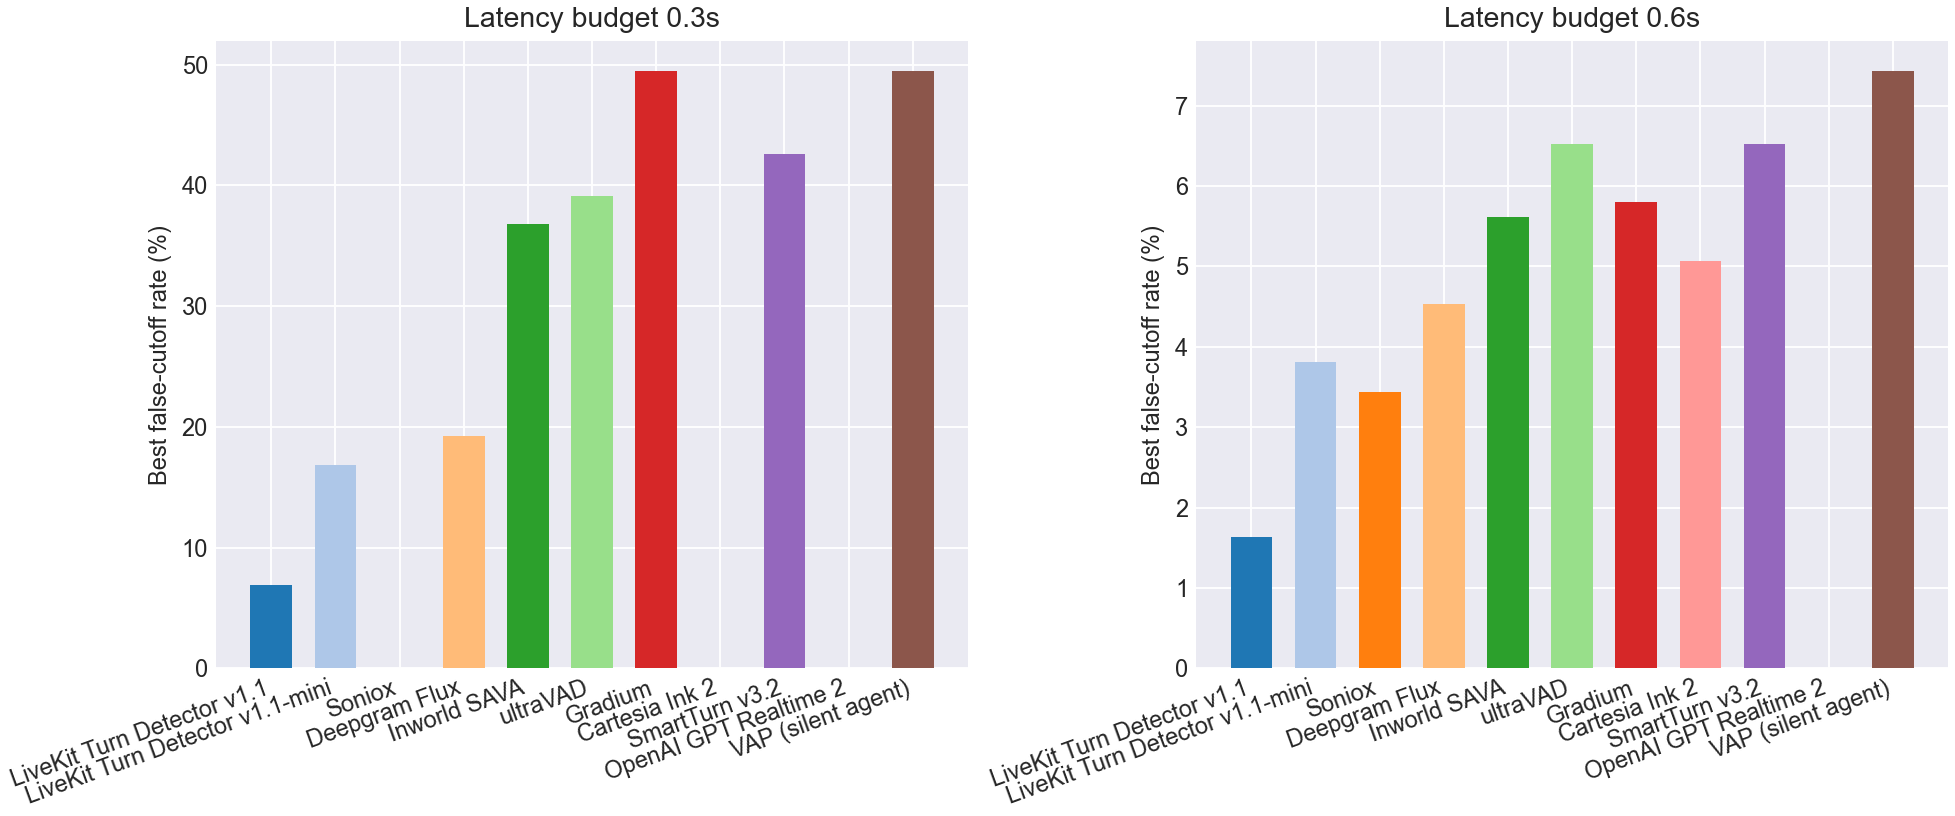 Latency budget 0.3s
Best false-cutoff rate (%)
50
40
30
20
10
0
LiveKit Turn Detector v1.1
LiveKit Turn Detector v1.1-mini
Soniox
Deepgram Flux
Inworld SAVA
ultraVAD
Gradium
Cartesia Ink 2
SmartTurn v3.2
OpenAI GPT Realtime 2
VAP (silent agent)
Latency budget 0.6s
Best false-cutoff rate (%)
7
6
5
4
3
2
1
0
LiveKit Turn Detector v1.1
LiveKit Turn Detector v1.1-mini
Soniox
Deepgram Flux
Inworld SAVA
ultraVAD
Gradium
Cartesia Ink 2
SmartTurn v3.2
OpenAI GPT Realtime 2
VAP (silent agent)